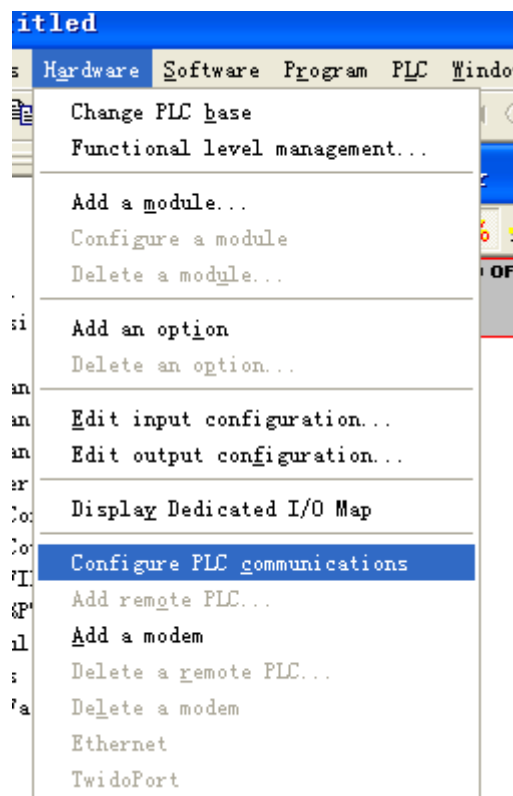 itled
Hardware Software Program PLC Windo
Change PLC base
Functional level management...
Add a module...
Configure a module
Delete a module...
OF
Add an option
Delete an option...
Edit input configuration...
Edit output configuration...
Display Dedicated I/O Map
Configure PLC communications
Add remote PLC...
Add a modem
Delete a remote PLC...
Delete a modem
Ethernet
TwidoPort